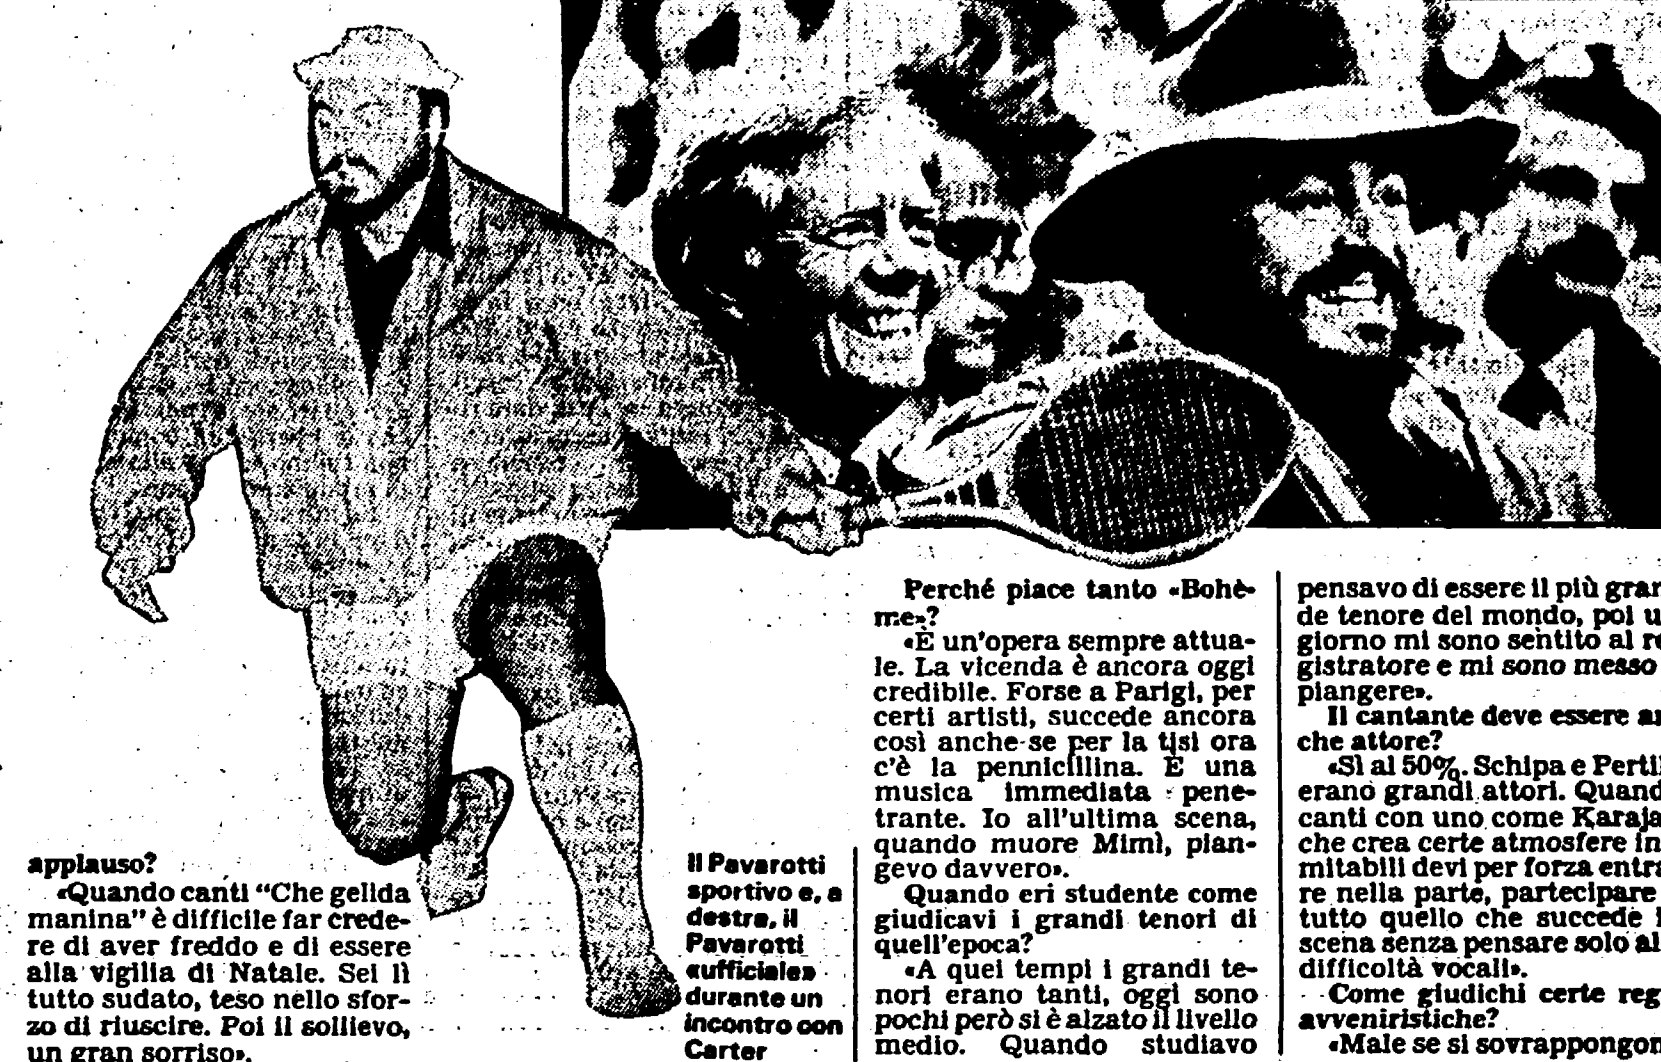 applauso?
«Quando canti “Che gelida
manina” è difficile far crede-
re di aver freddo e di essere
alla vigilia di Natale. Sei lì
tutto sudato, teso nello sfor-
zo di riuscire. Poi il sollievo,
un gran sorriso».
Il Pavarotti
sportivo e, a
destra, il
Pavarotti
«ufficiale»
durante un
incontro con
Carter
Perché piace tanto «Bohè-
me»?
«È un'opera sempre attua-
le. La vicenda è ancora oggi
credibile. Forse a Parigi, per
certi artisti, succede ancora
così anche se per la tisi ora
c'è la pennicillina. E una
musica immediata pene-
trante. Io all'ultima scena,
quando muore Mimì, pian-
gevo davvero».
Quando eri studente come
giudicavi i grandi tenori di
quell'epoca?
«A quei tempi i grandi te-
nori erano tanti, oggi sono
pochi però si è alzato il livello
medio. Quando studiavo
pensavo di essere il più gran
de tenore del mondo, poi u
giorno mi sono sentito al re
gistratore e mi sono messo
piangere».
Il cantante deve essere an
che attore?
«Sì al 50%. Schipa e Pertil
erano grandi attori. Quand
canti con uno come Karaja
che crea certe atmosfere in
mitabili devi per forza entra
re nella parte, partecipare
tutto quello che succede i
scena senza pensare solo al
difficoltà vocali».
Come giudichi certe reg
avveniristiche?
«Male se si sovrappongon